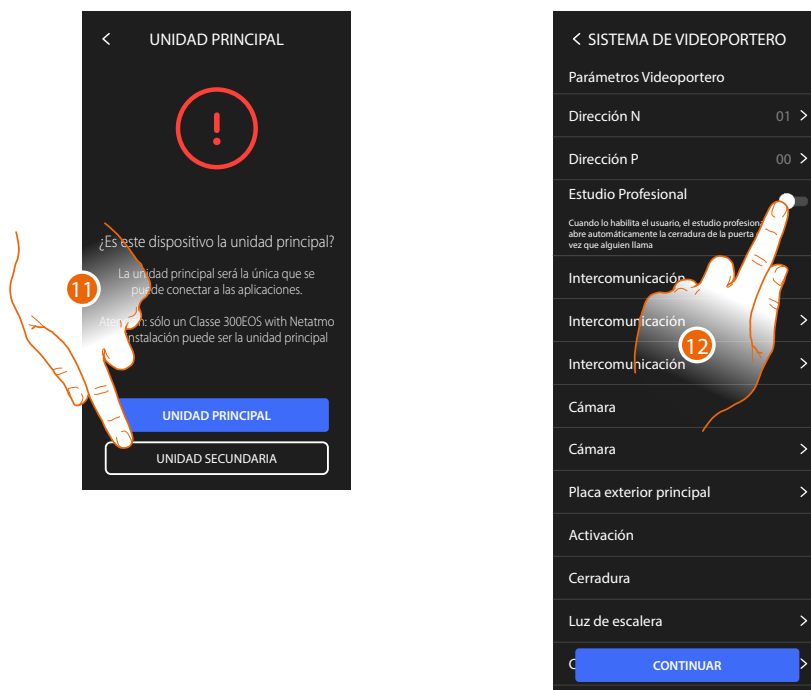 UNIDAD PRINCIPAL
¿Es este dispositivo la unidad principal?
La unidad principal será la única que se
puede conectar a las aplicaciones.
Atención: sólo un Classe 300EOS with Netatmo
instalación puede ser la unidad principal
11
UNIDAD PRINCIPAL
UNIDAD SECUNDARIA
SISTEMA DE VIDEOPORTERO
Parámetros Videoportero
Dirección N 01
Dirección P 00
Estudio Profesional
Cuando lo habilita el usuario, el estudio
abre automáticamente la cerradura de la puerta
vez que alguien llama
Intercomunicación
Intercomunicación
12
Intercomunicación
Cámara
Cámara
Placa exterior principal
Activación
Cerradura
Luz de escalera
CONTINUAR